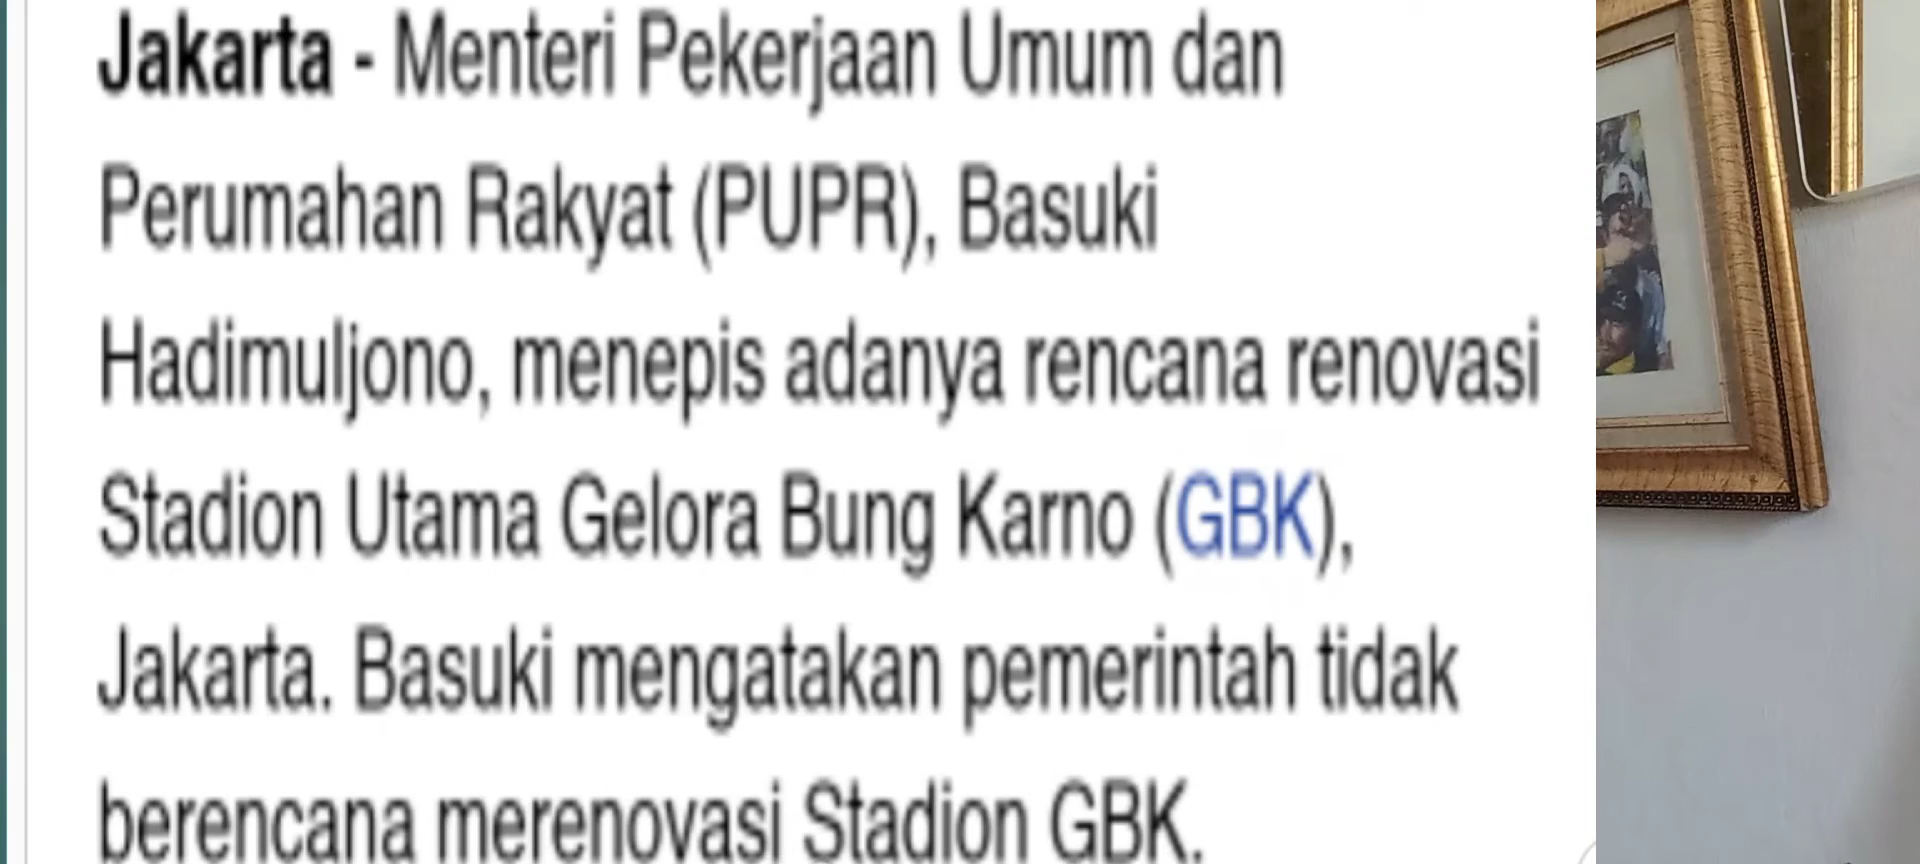 Jakarta - Menteri Pekerjaan Umum dan
Perumahan Rakyat (PUPR), Basuki
Hadimuljono, menepis adanya rencana renovasi
Stadion Utama Gelora Bung Karno (GBK),
Jakarta. Basuki mengatakan pemerintah tidak
berencana merenovasi Stadion GBK.